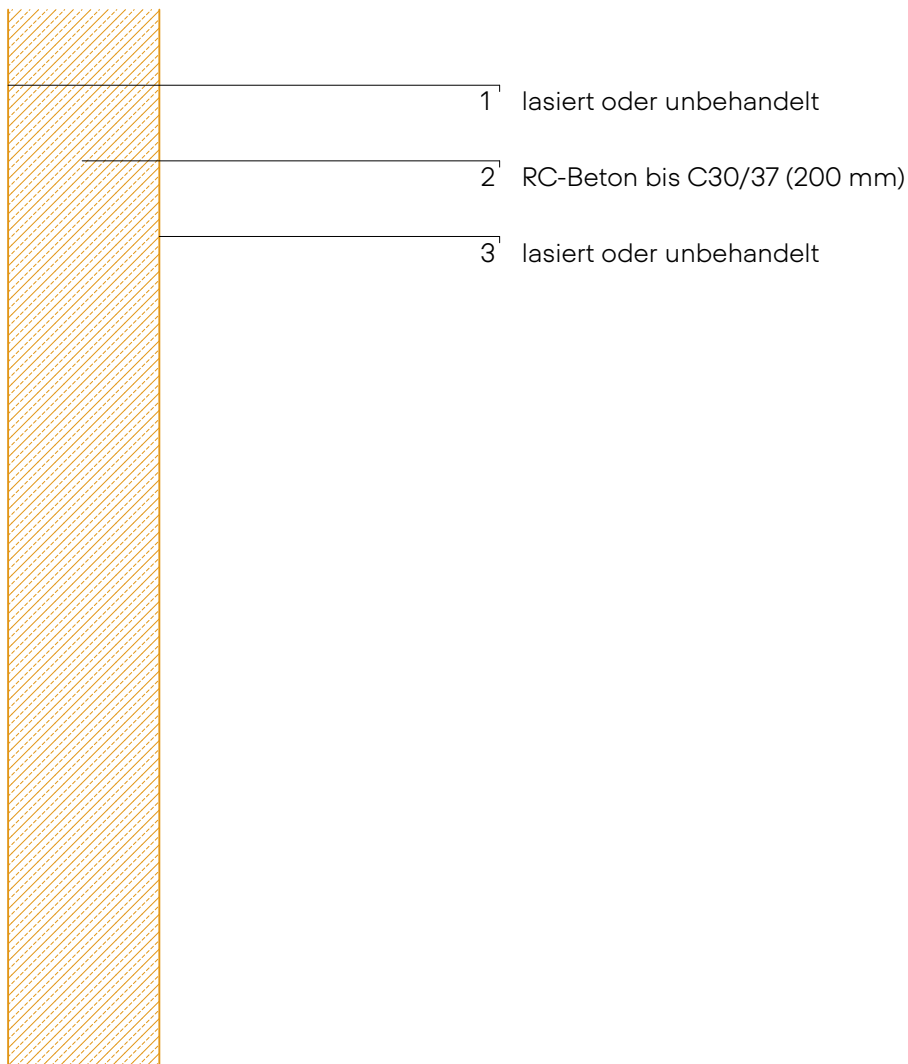 1 lasiert oder unbehandelt
2 RC-Beton bis C30/37 (200 mm)
3 lasiert oder unbehandelt